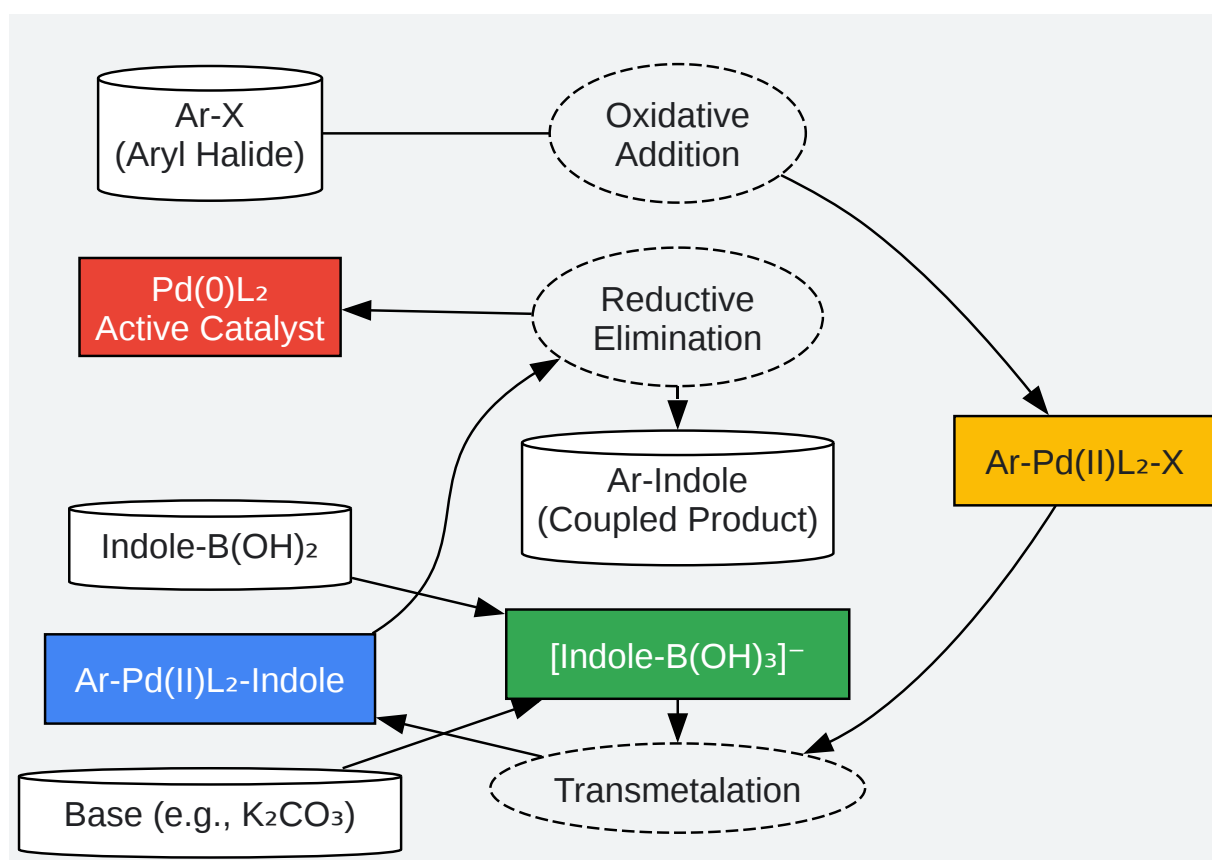 Ar-X
(Aryl Halide)
Oxidative
Addition
Pd(0)L₂
Active Catalyst
Reductive
Elimination
Ar-Pd(II)L₂-X
Ar-Indole
(Coupled Product)
Indole-B(OH)₂
Ar-Pd(II)L₂-Indole
[Indole-B(OH)₃]⁻
Base (e.g., K₂CO₃)
Transmetalation